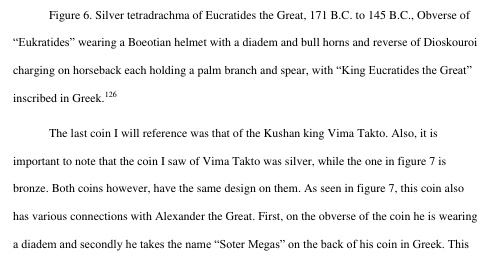 Figure 6. Silver tetradrachma of Eucratides the Great, 171 B.C. to 145 B.C., Obverse of
“Eukratides” wearing a Boeotian helmet with a diadem and bull horns and reverse of Dioskouroi
charging on horseback each holding a palm branch and spear, with “King Eucratides the Great”
inscribed in Greek.126
The last coin I will reference was that of the Kushan king Vima Takto. Also, it is
important to note that the coin I saw of Vima Takto was silver, while the one in figure 7 is
bronze. Both coins however, have the same design on them. As seen in figure 7, this coin also
has various connections with Alexander the Great. First, on the obverse of the coin he is wearing
a diadem and secondly he takes the name “Soter Megas” on the back of his coin in Greek. This